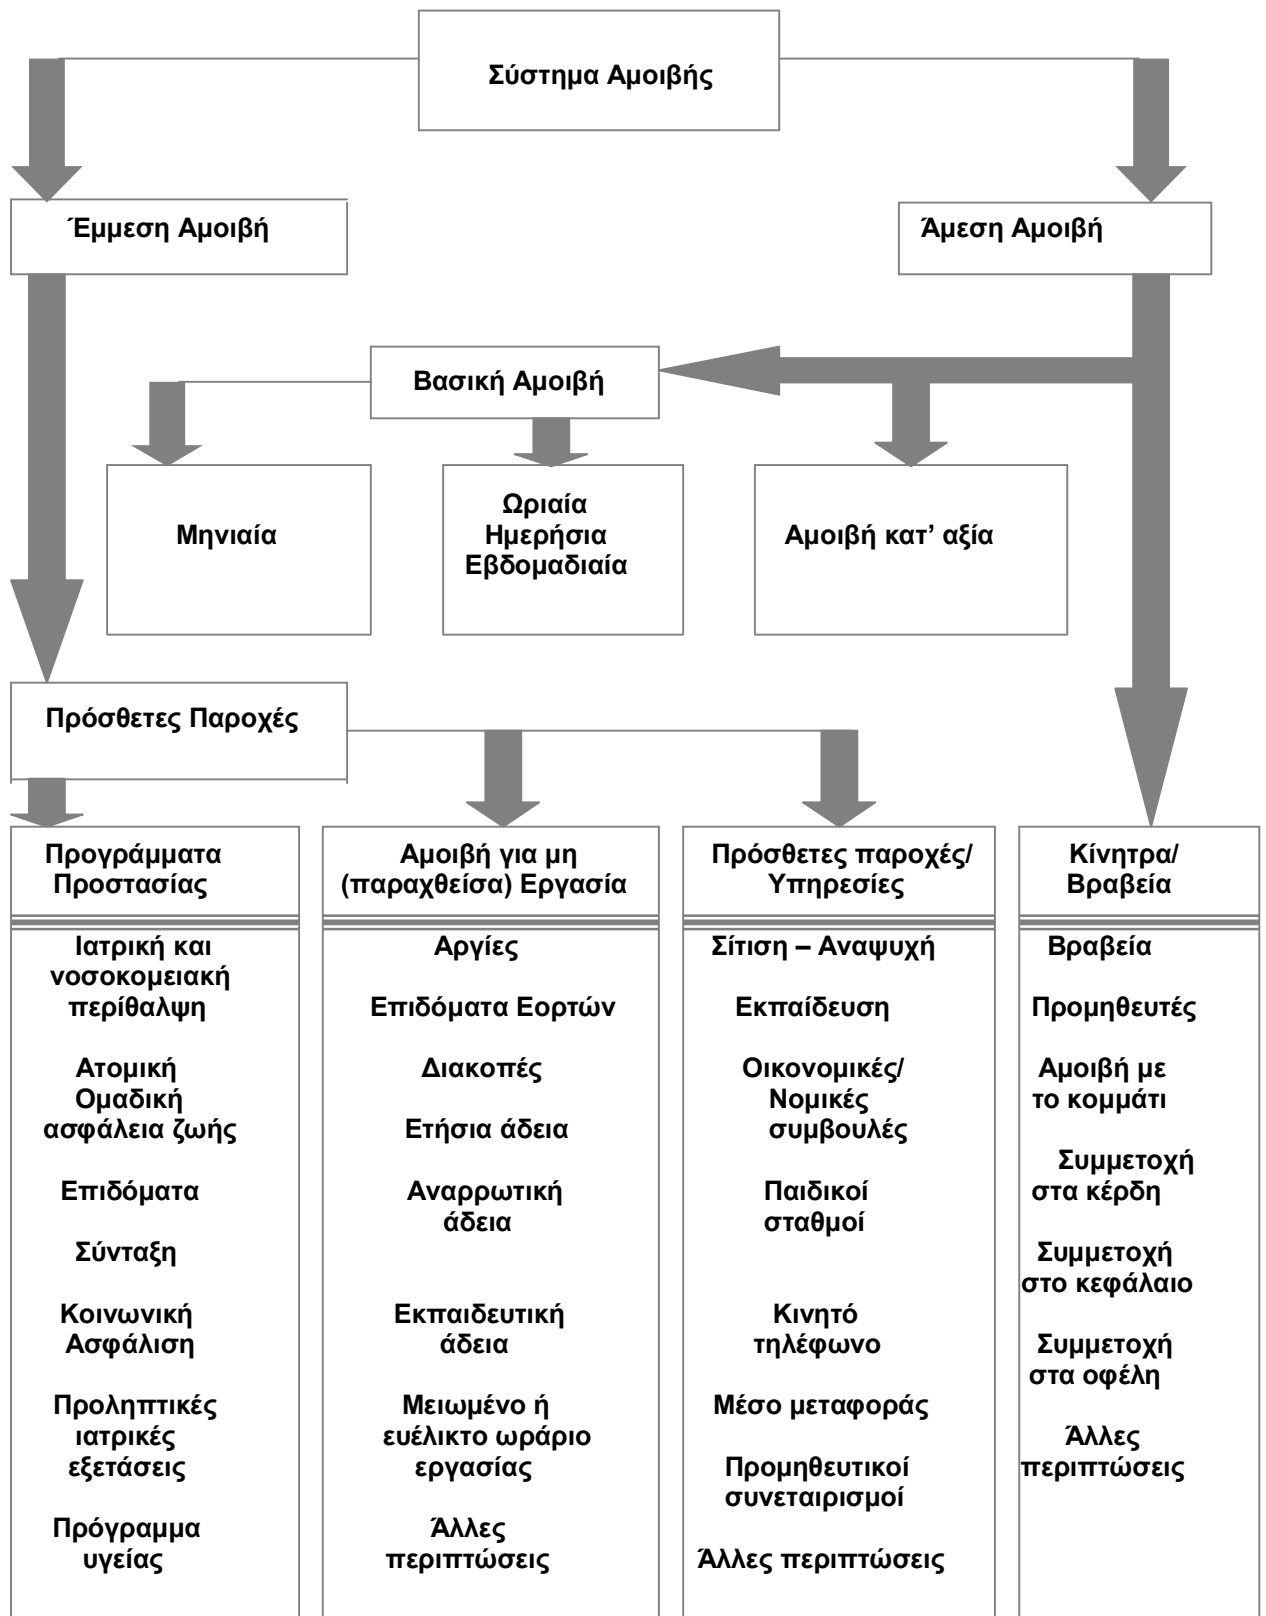 Σύστημα Αμοιβής
Έμμεση Αμοιβή
Άμεση Αμοιβή
Βασική Αμοιβή
Μηνιαία
Ωριαία
Ημερήσια
Εβδομαδιαία
Αμοιβή κατ’ αξία
Πρόσθετες Παροχές
Προγράμματα
Προστασίας
Ιατρική και
νοσοκομειακή
περίθαλψη
Ατομική
Ομαδική
ασφάλεια ζωής
Επιδόματα
Σύνταξη
Κοινωνική
Ασφάλιση
Προληπτικές
ιατρικές
εξετάσεις
Πρόγραμμα
υγείας
Αμοιβή για μη
(παραχθείσα) Εργασία
Αργίες
Επιδόματα Εορτών
Διακοπές
Ετήσια άδεια
Αναρρωτική
άδεια
Εκπαιδευτική
άδεια
Μειωμένο ή
ευέλικτο ωράριο
εργασίας
Άλλες
περιπτώσεις
Πρόσθετες παροχές/
Υπηρεσίες
Σίτιση – Αναψυχή
Εκπαίδευση
Οικονομικές/
Νομικές
συμβουλές
Παιδικοί
σταθμοί
Κινητό
τηλέφωνο
Μέσο μεταφοράς
Προμηθευτικοί
συνεταιρισμοί
Άλλες περιπτώσεις
Κίνητρα/
Βραβεία
Βραβεία
Προμηθευτές
Αμοιβή με
το κομμάτι
Συμμετοχή
στα κέρδη
Συμμετοχή
στο κεφάλαιο
Συμμετοχή
στα οφέλη
Άλλες
περιπτώσεις